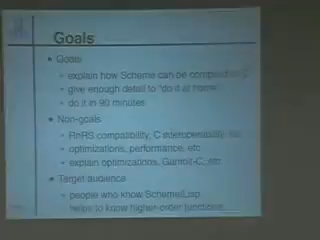 Goals
• Goals
explain how Scheme can be compiled to C
give enough detail to "do it at home"
do it in 90 minutes
• Non-goals
RnRS compatibility, C interoperability, etc
optimizations, performance, etc
explain optimizations, Gambit-C, etc
• Target audience
people who know Scheme/Lisp
helps to know higher-order functions